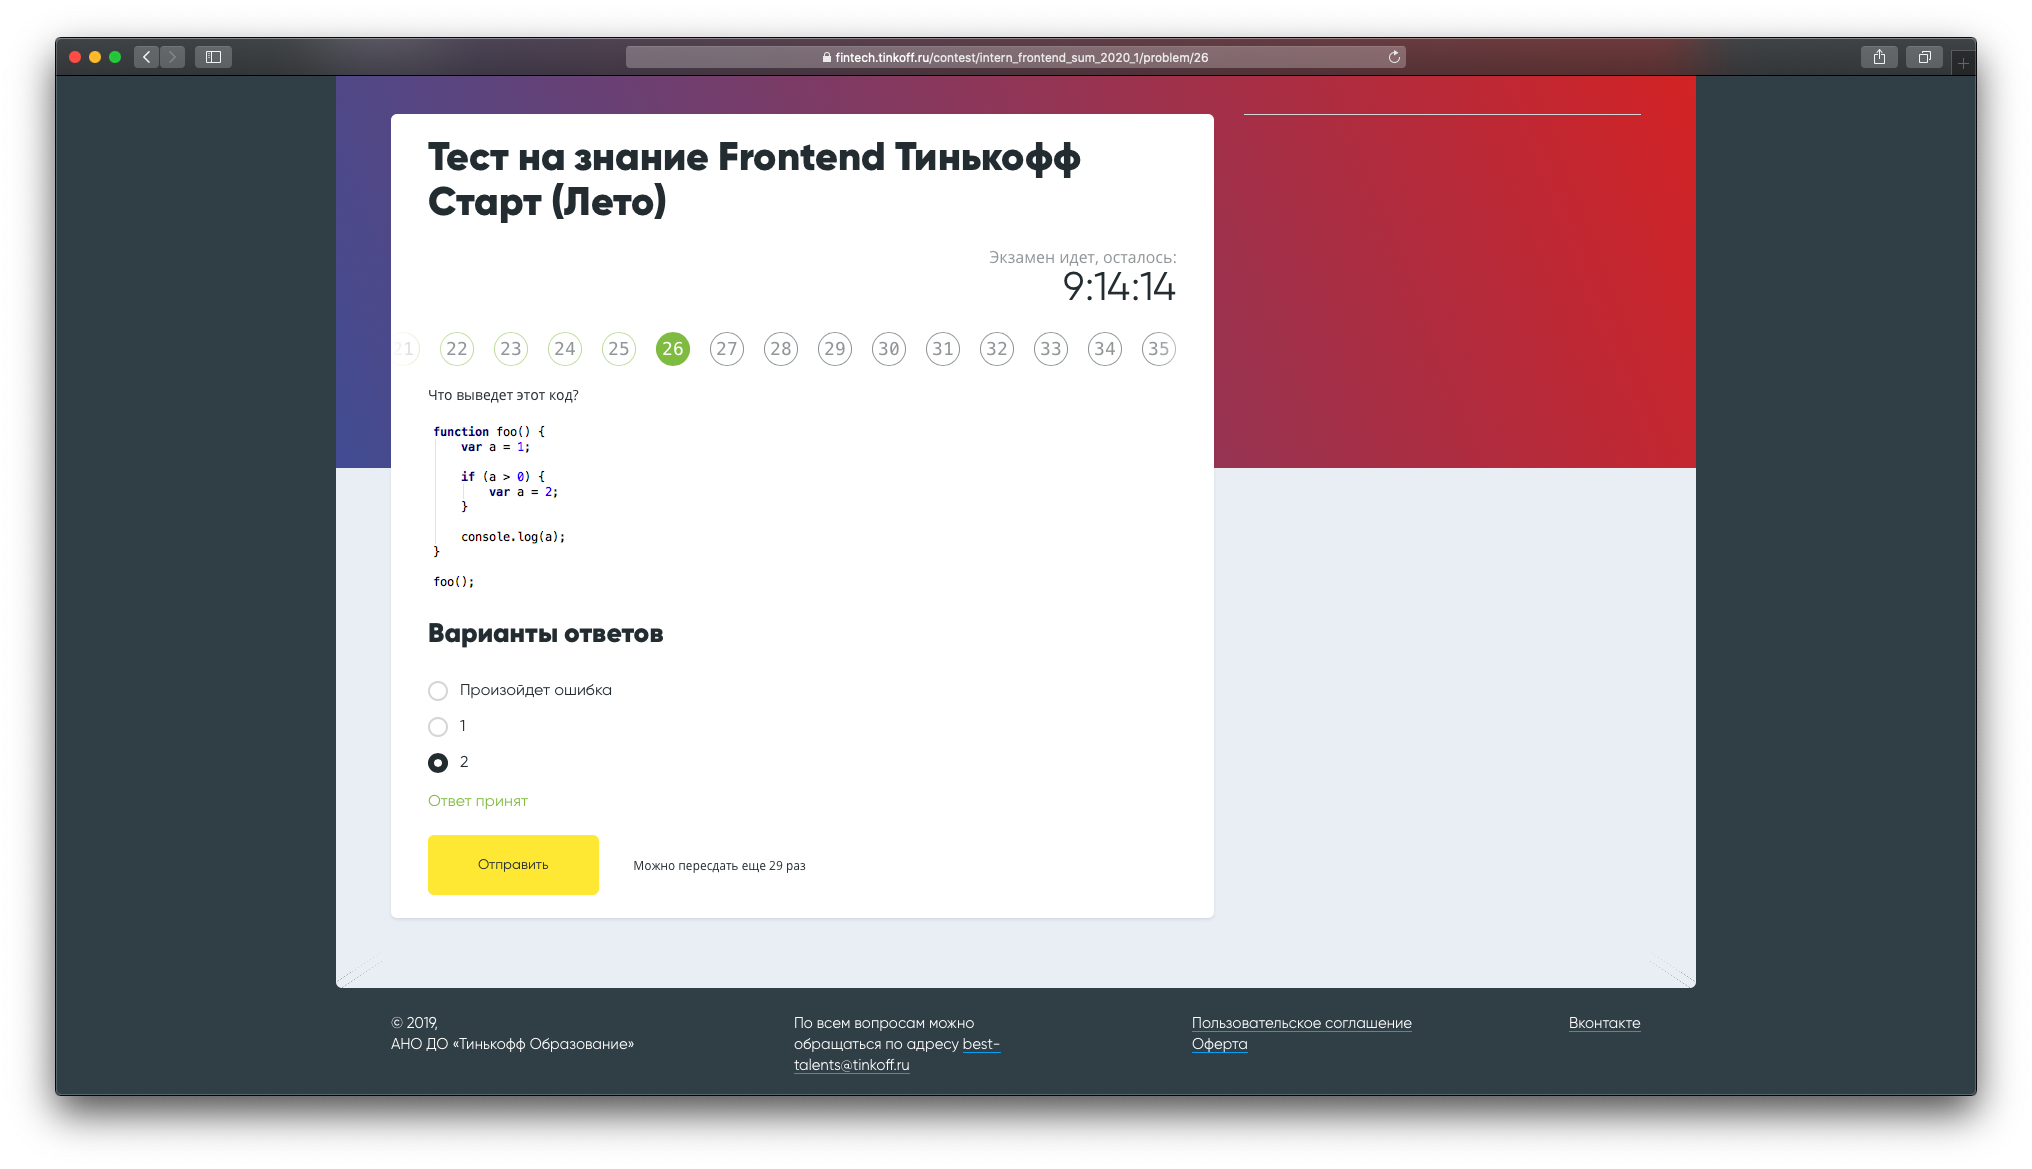 fintech.tinkoff.ru/contest/intern_frontend_sum_2020_1/problem/26
Тест на знание Frontend Тинькофф
Старт (Лето)
Экзамен идет, осталось:
9:14:14
21 22 23 24 25 26 27 28 29 30 31 32 33 34 35
Что выведет этот код?
function foo() {
    var a = 1;
    if (a > 0) {
        var a = 2;
    }
    console.log(a);
}
foo();
Варианты ответов
Произойдет ошибка
1
2
Ответ принят
Отправить
Можно пересдать еще 29 раз
© 2019,
АНО ДО «Тинькофф Образование»
По всем вопросам можно
обращаться по адресу best-
talents@tinkoff.ru
Пользовательское соглашение
Оферта
Вконтакте